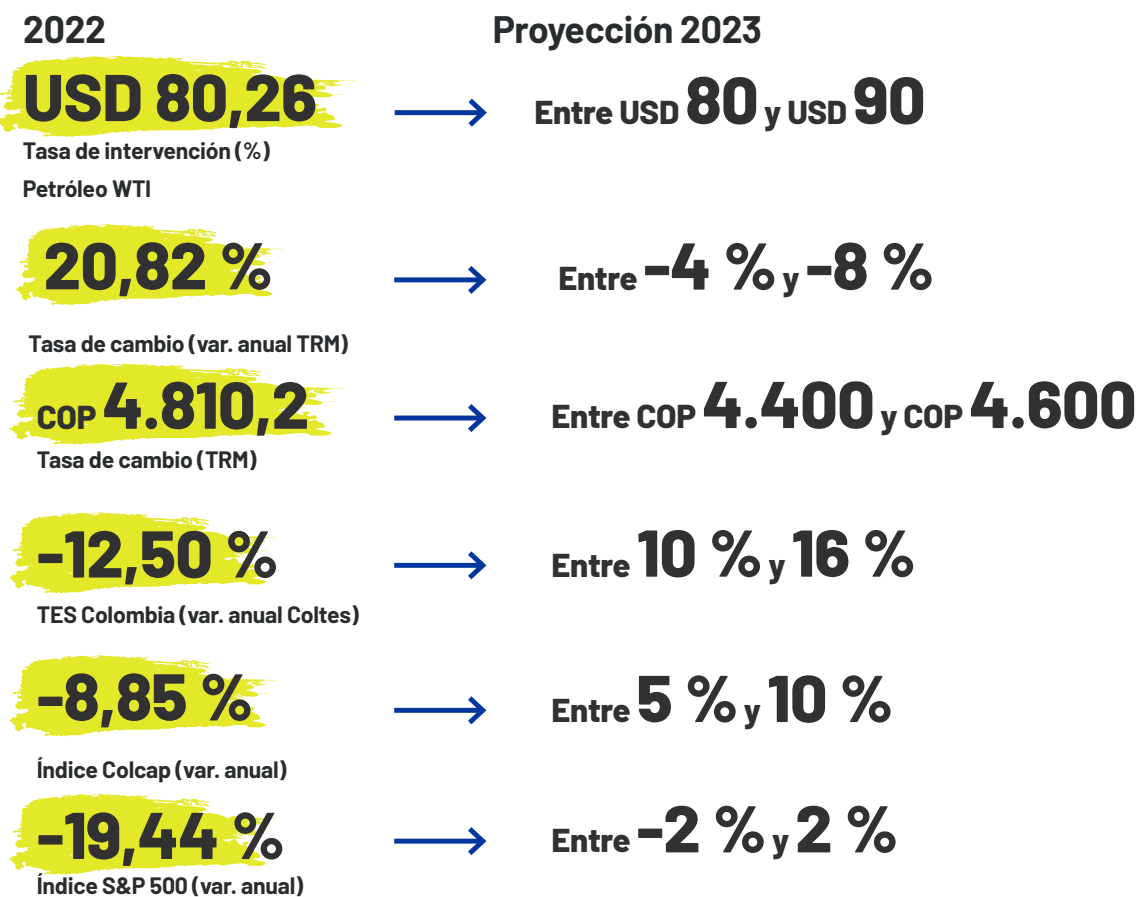 2022 Proyección 2023
USD 80,26 Entre USD 80 y USD 90
Tasa de intervención (%)
Petróleo WTI
20,82 % Entre -4 % y -8 %
Tasa de cambio (var. anual TRM)
COP 4.810,2 Entre COP 4.400 y COP 4.600
Tasa de cambio (TRM)
-12,50 % Entre 10 % y 16 %
TES Colombia (var. anual Coltes)
-8,85 % Entre 5 % y 10 %
Índice Colcap (var. anual)
-19,44 % Entre -2 % y 2 %
Índice S&P 500 (var. anual)